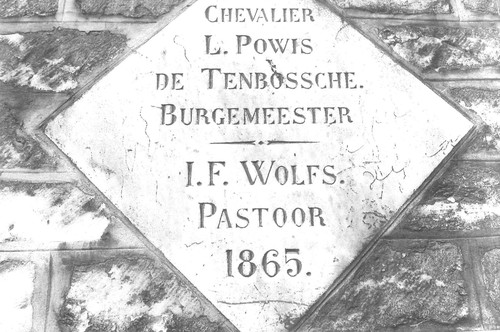 CHEVALIER
L. POWIS
DE TENBOSSCHE.
BURGEMEESTER
I.F. WOLFS.
PASTOOR
1865.